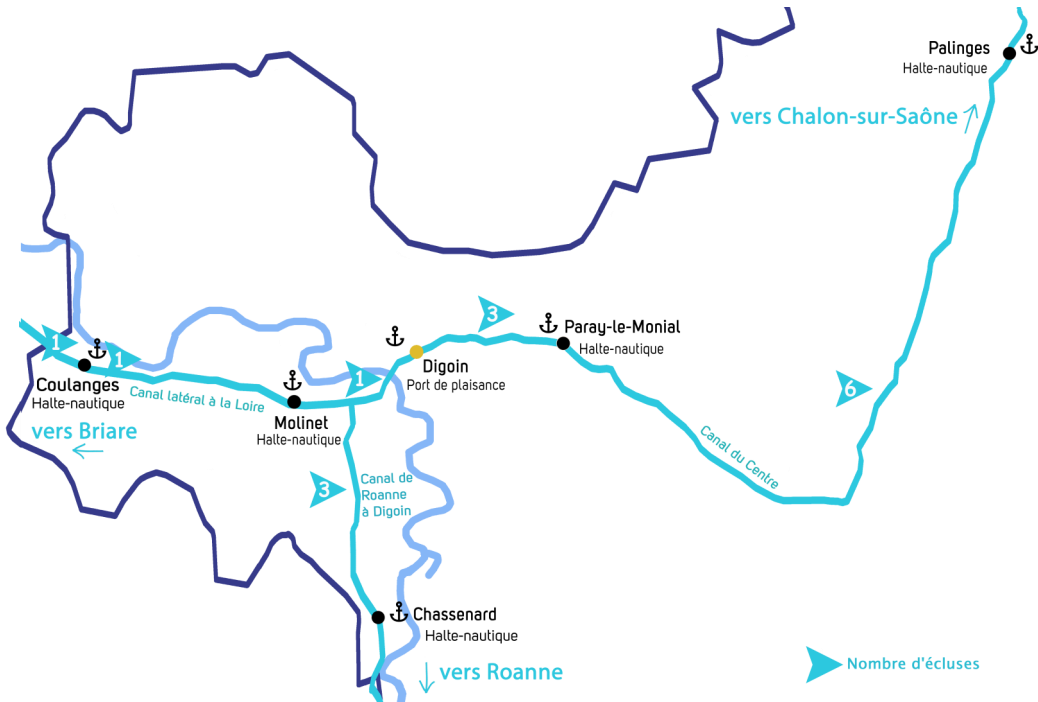 Palinges
Halte-nautique
vers Chalon-sur-Saône
3
Paray-le-Monial
Halte-nautique
1
1
Digoin
Port de plaisance
1
6
Coulanges
Halte-nautique
Canal latéral à la Loire
Molinet
Halte-nautique
vers Briare
Canal du Centre
3
Canal de
Roanne
à Digoin
Chassenard
Halte-nautique
vers Roanne
Nombre d'écluses